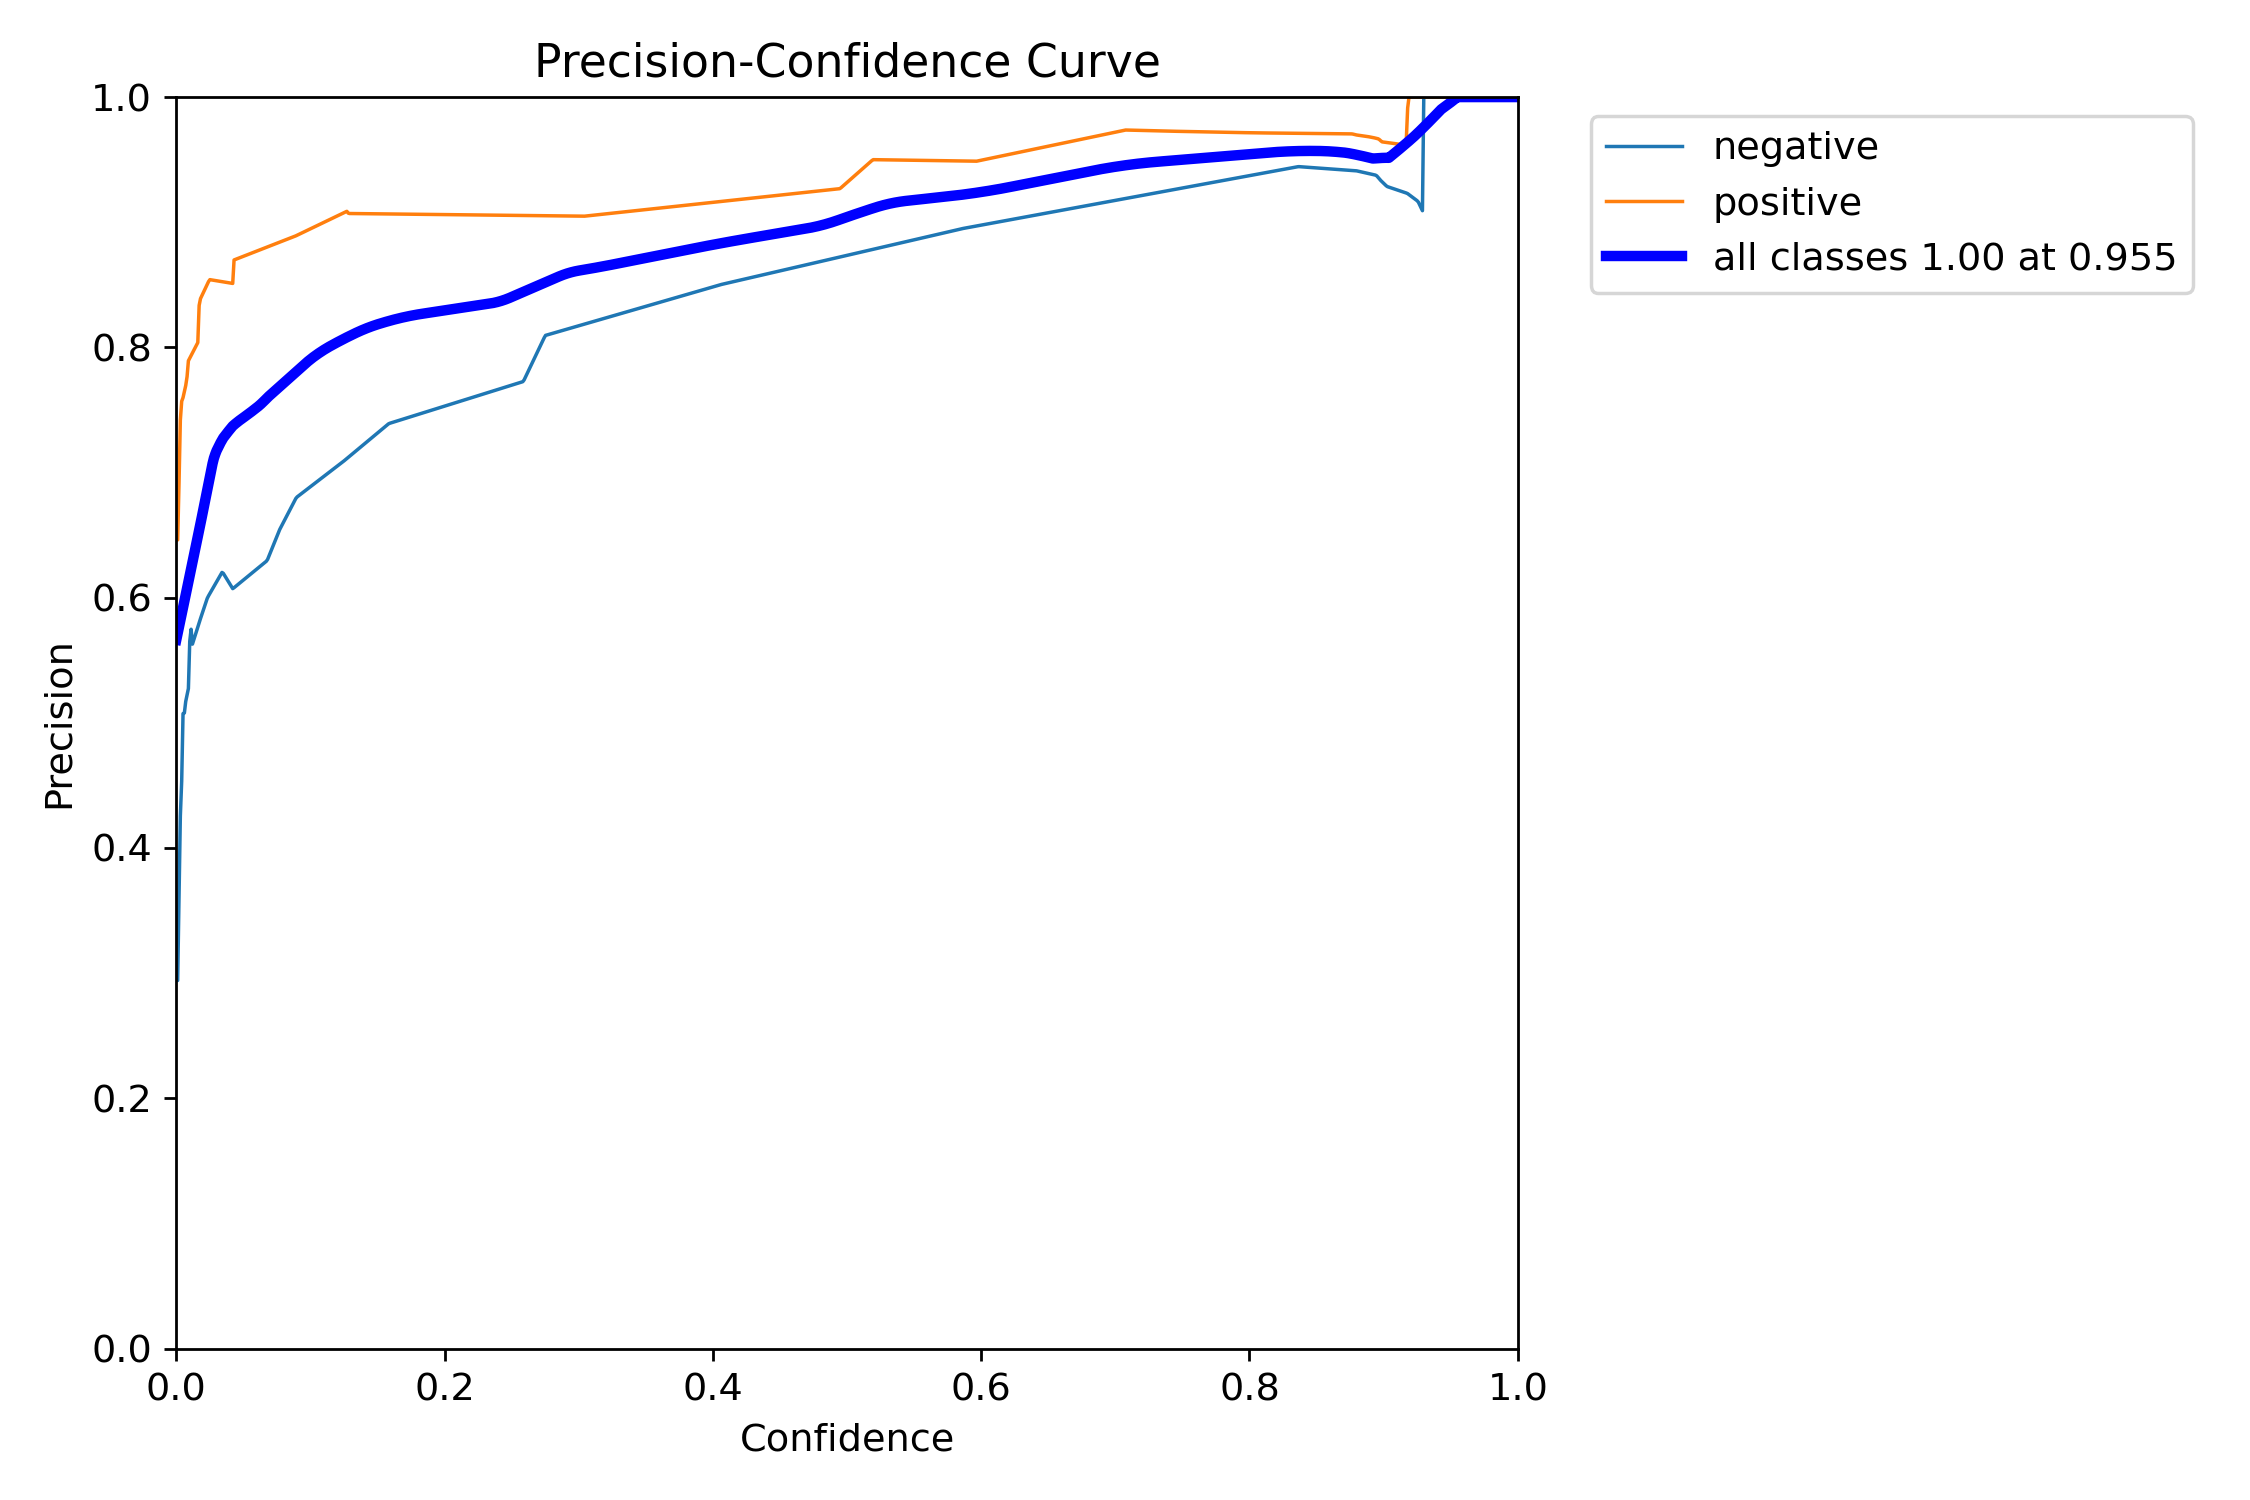 Precision-Confidence Curve
1.0
0.8
0.6
0.4
0.2
0.0
Precision
0.0 0.2 0.4 0.6 0.8 1.0
Confidence
negative
positive
all classes 1.00 at 0.955